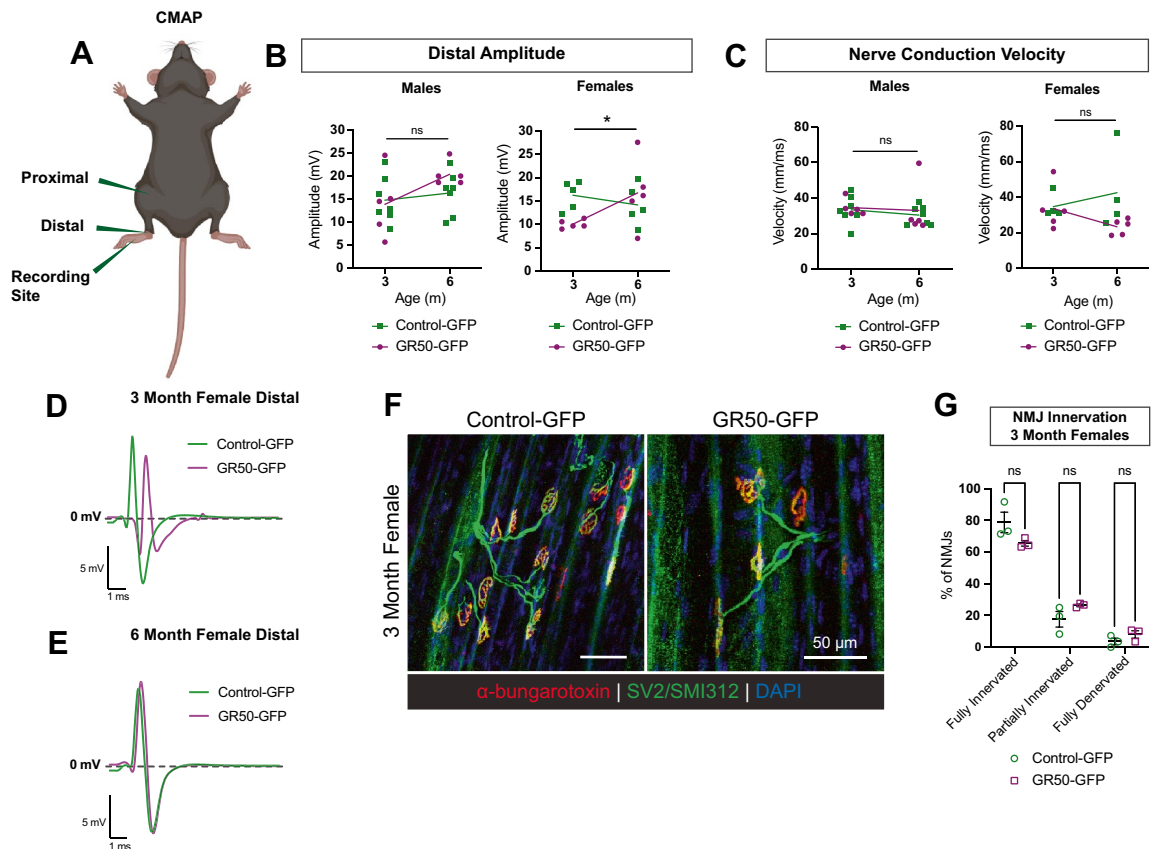 CMAP
A
Proximal
Distal
Recording
Site
B
Distal Amplitude
Males
Females
ns
*
Amplitude (mV)
30
25
20
15
10
5
0
3
6
Age (m)
Amplitude (mV)
30
25
20
15
10
5
0
3
6
Age (m)
Control-GFP
GR50-GFP
Control-GFP
GR50-GFP
C
Nerve Conduction Velocity
Males
Females
ns
ns
Velocity (mm/ms)
80
60
40
20
0
3
6
Age (m)
Velocity (mm/ms)
80
60
40
20
0
3
6
Age (m)
Control-GFP
GR50-GFP
Control-GFP
GR50-GFP
D
3 Month Female Distal
Control-GFP
GR50-GFP
0 mV
5 mV
1 ms
E
6 Month Female Distal
Control-GFP
GR50-GFP
0 mV
5 mV
1 ms
F
Control-GFP
GR50-GFP
3 Month Female
50 µm
α-bungarotoxin | SV2/SMI312 | DAPI
G
NMJ Innervation
3 Month Females
ns
ns
ns
% of NMJs
100
80
60
40
20
0
Fully Innervated
Partially Innervated
Fully Denervated
Control-GFP
GR50-GFP